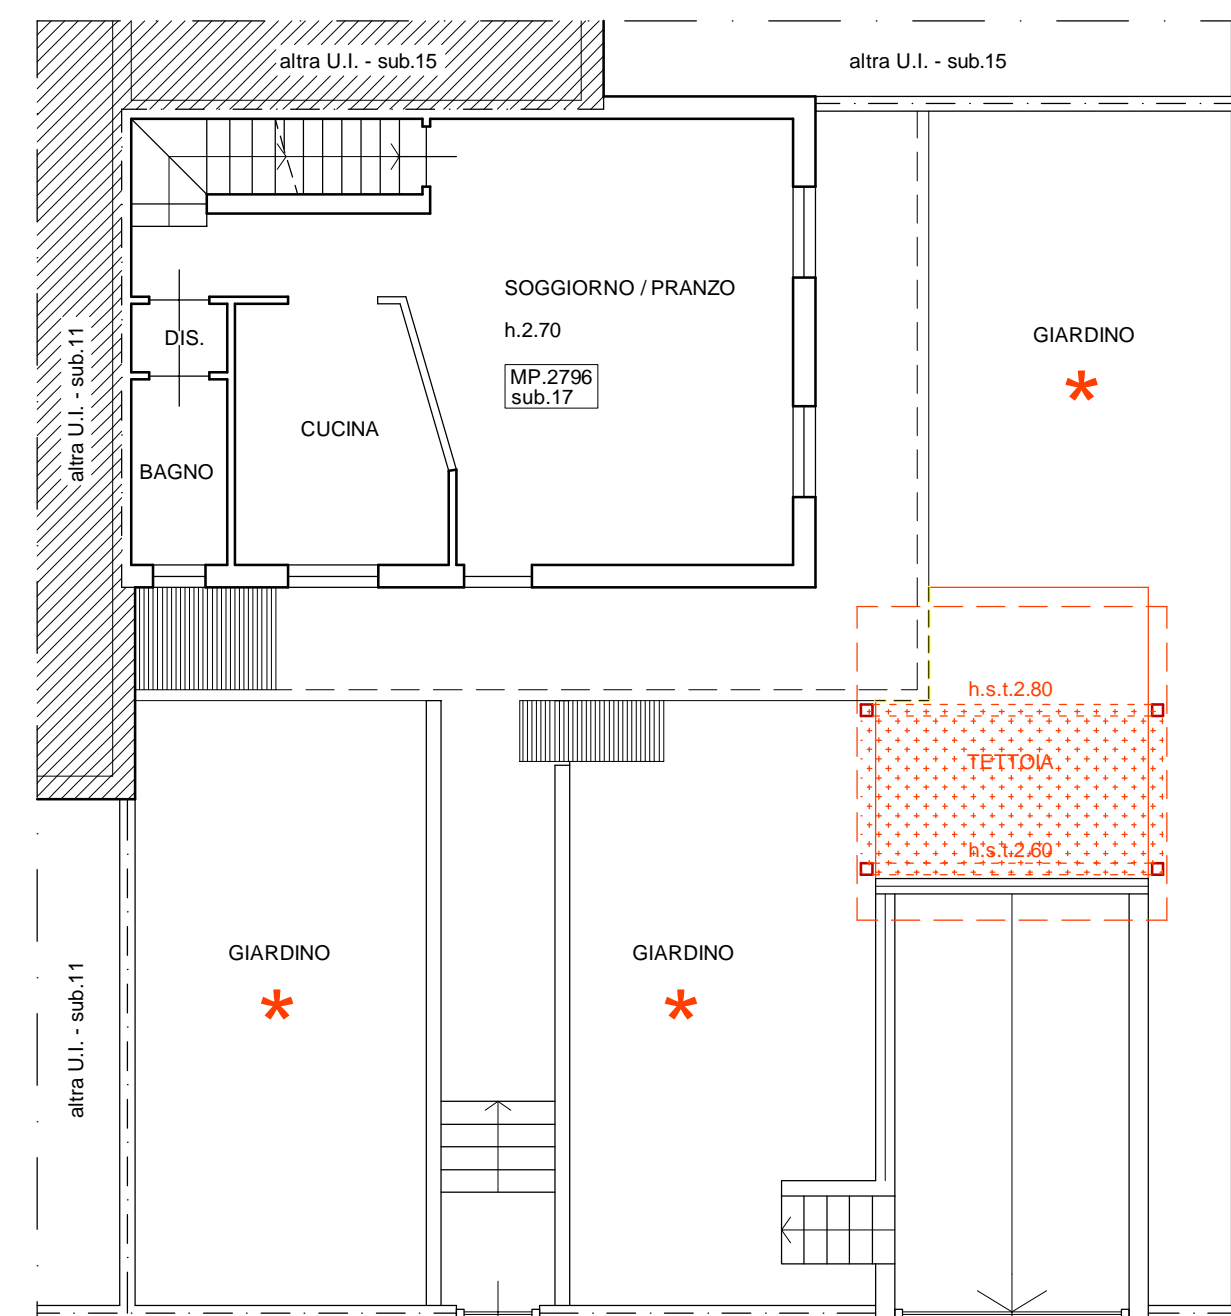 altra U.I. - sub.15
altra U.I. - sub.15
SOGGIORNO / PRANZO
h.2.70
MP.2796
sub.17
DIS.
CUCINA
BAGNO
GIARDINO
*
altra U.I. - sub.11
h.s.t.2.80
TETTOIA
h.s.t.2.60
GIARDINO
*
GIARDINO
*
altra U.I. - sub.11